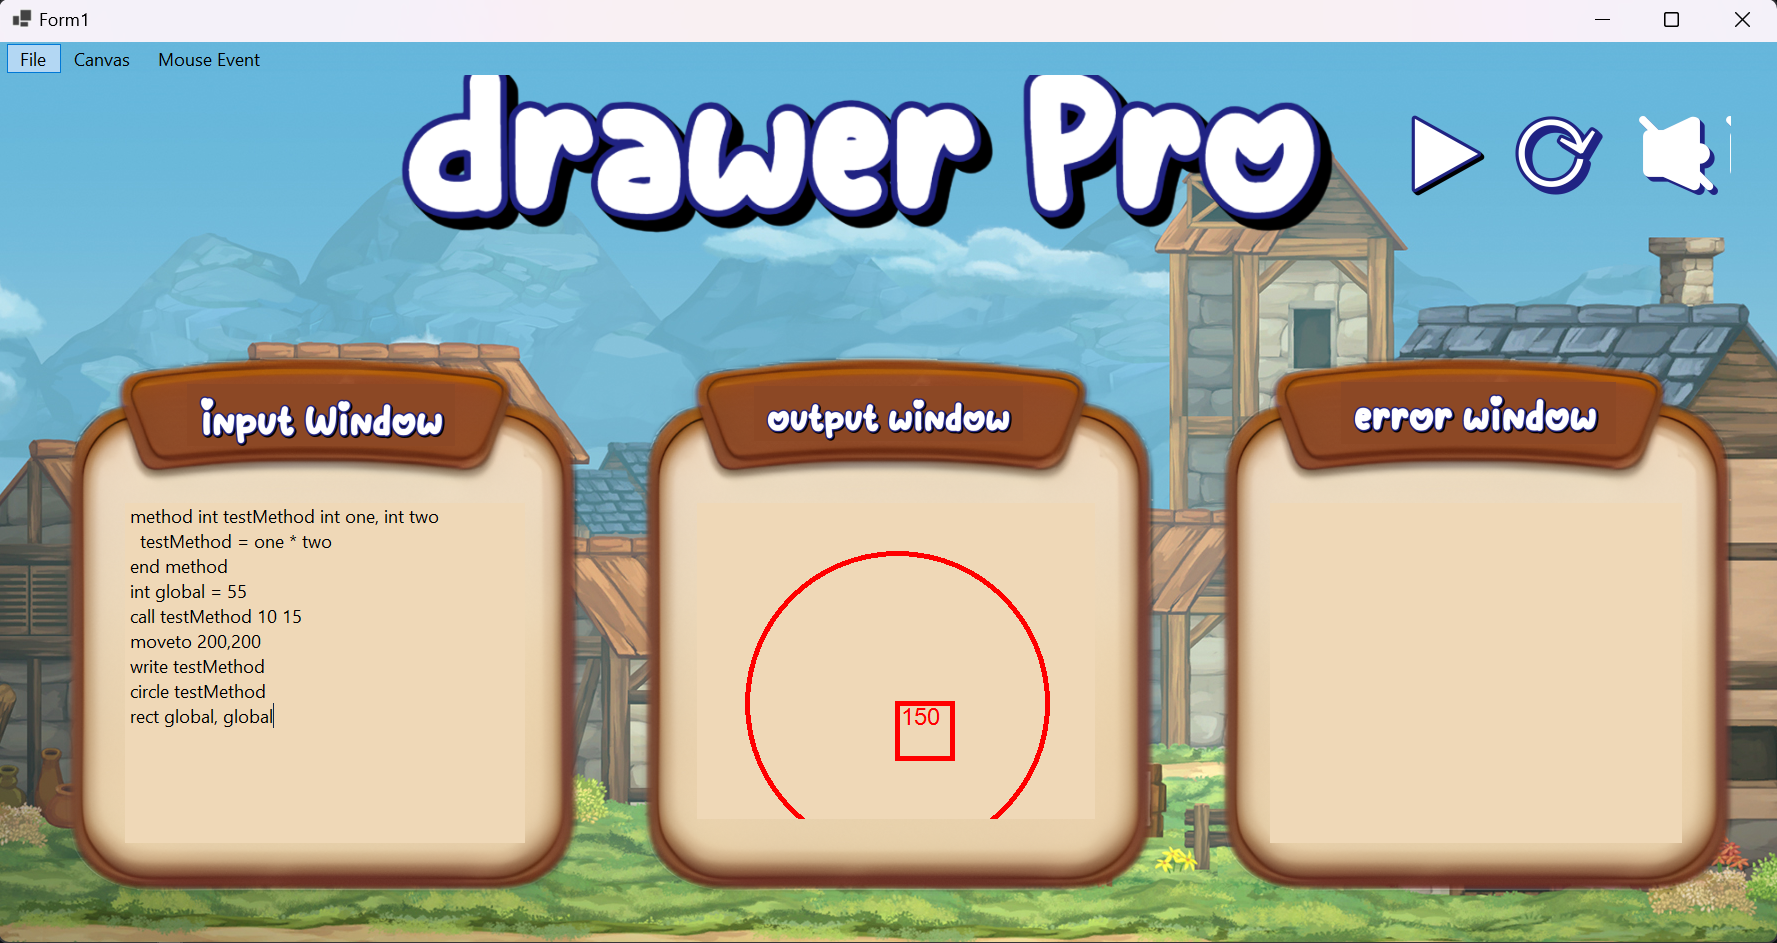 Form1
File Canvas Mouse Event
drawer Pro
input Window
method int testMethod int one, int two
testMethod = one * two
end method
int global = 55
call testMethod 10 15
moveto 200,200
write testMethod
circle testMethod
rect global, global
output window
150
error window